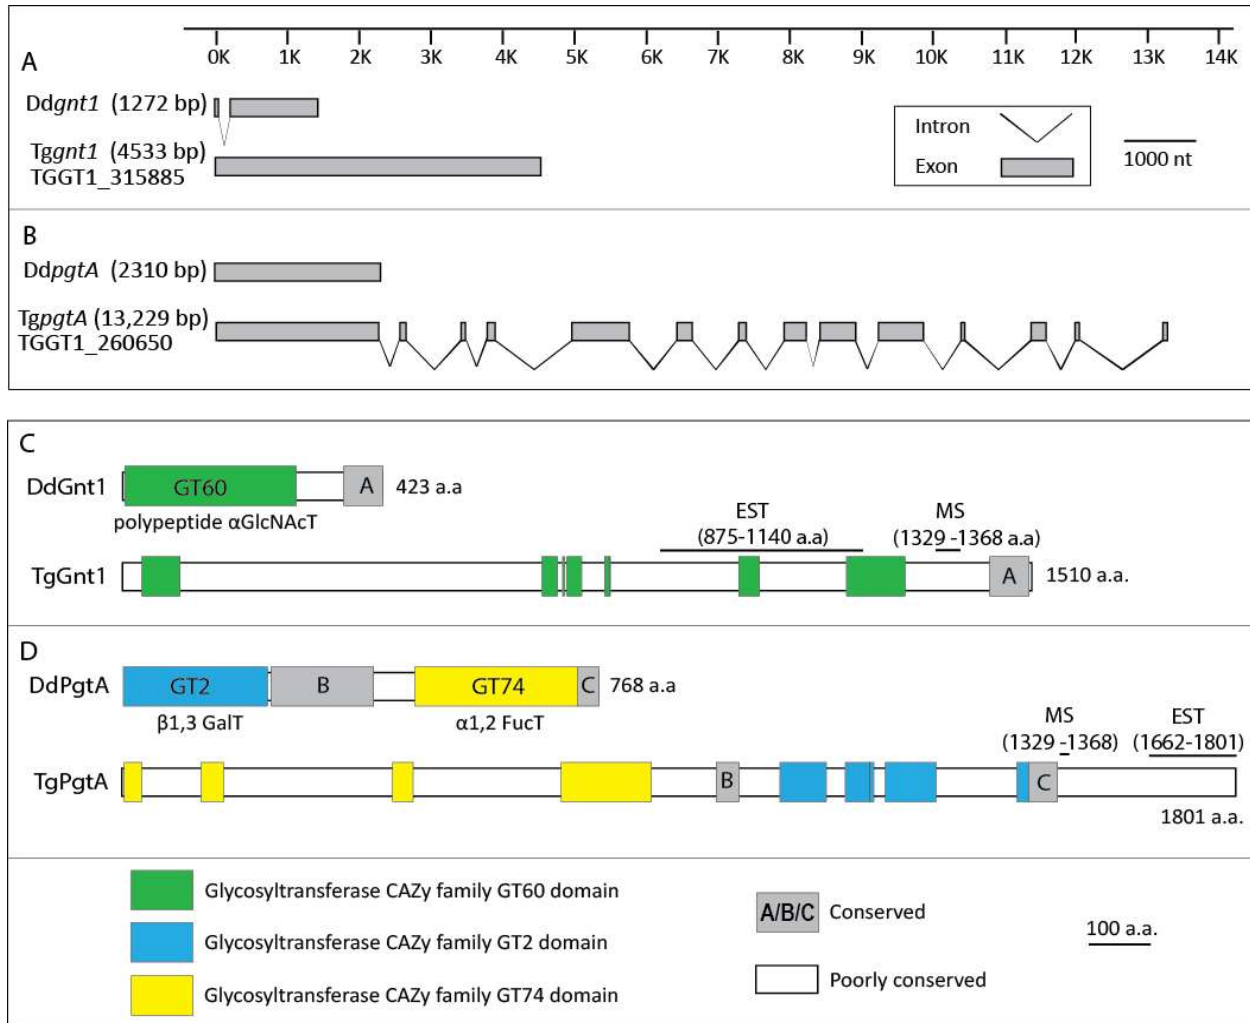 0K 1K 2K 3K 4K 5K 6K 7K 8K 9K 10K 11K 12K 13K 14K
A
Ddgnt1 (1272 bp)
Tggnt1 (4533 bp)
TGGT1_315885
Intron
Exon
1000 nt
B
DdpgtA (2310 bp)
TgpgtA (13,229 bp)
TGGT1_260650
C
DdGnt1 GT60 A 423 a.a
polypeptide αGlcNAcT
EST MS
(875-1140 a.a) (1329 -1368 a.a)
TgGnt1 A 1510 a.a.
D
DdPgtA GT2 B GT74 C 768 a.a
β1,3 GalT α1,2 FucT
MS EST
(1329 -1368) (1662-1801)
TgPgtA B C
1801 a.a.
Glycosyltransferase CAZy family GT60 domain
Glycosyltransferase CAZy family GT2 domain
Glycosyltransferase CAZy family GT74 domain
A/B/C Conserved
Poorly conserved
100 a.a.